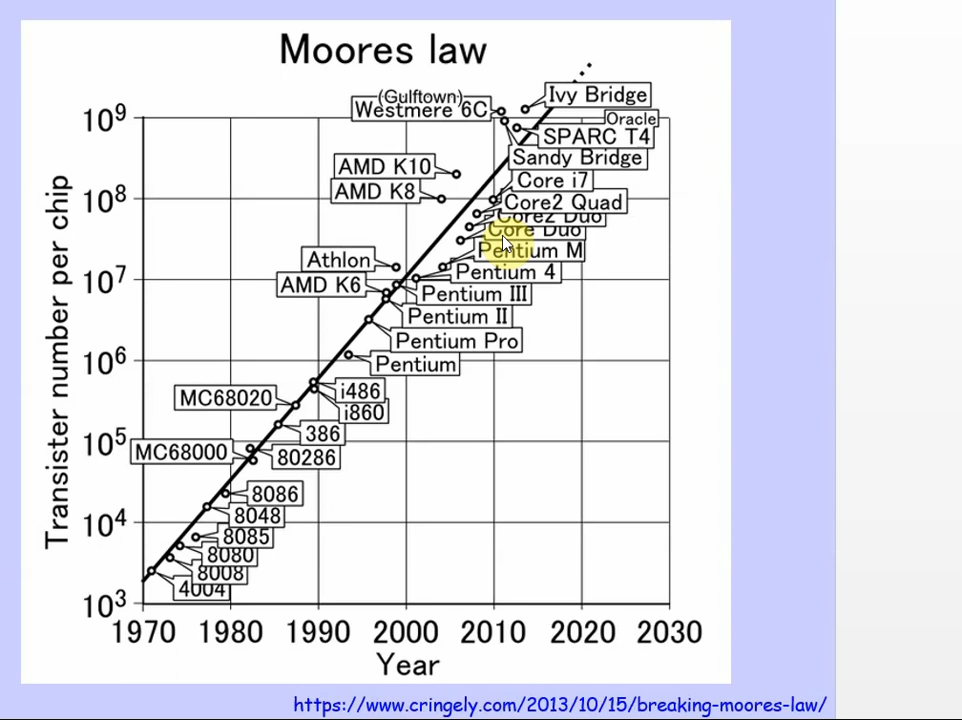 Moores law
(Gulftown)
Westmere 6C
Ivy Bridge
Oracle
SPARC T4
Sandy Bridge
AMD K10
Core i7
AMD K8
Core2 Quad
Core2 Duo
Core Duo
Pentium M
Athlon
Pentium 4
AMD K6
Pentium III
Pentium II
Pentium Pro
Pentium
i486
MC68020
i860
386
MC68000
80286
8086
8048
8085
8080
8008
4004
Transister number per chip
10⁹
10⁸
10⁷
10⁶
10⁵
10⁴
10³
1970 1980 1990 2000 2010 2020 2030
Year
https://www.cringely.com/2013/10/15/breaking-moores-law/